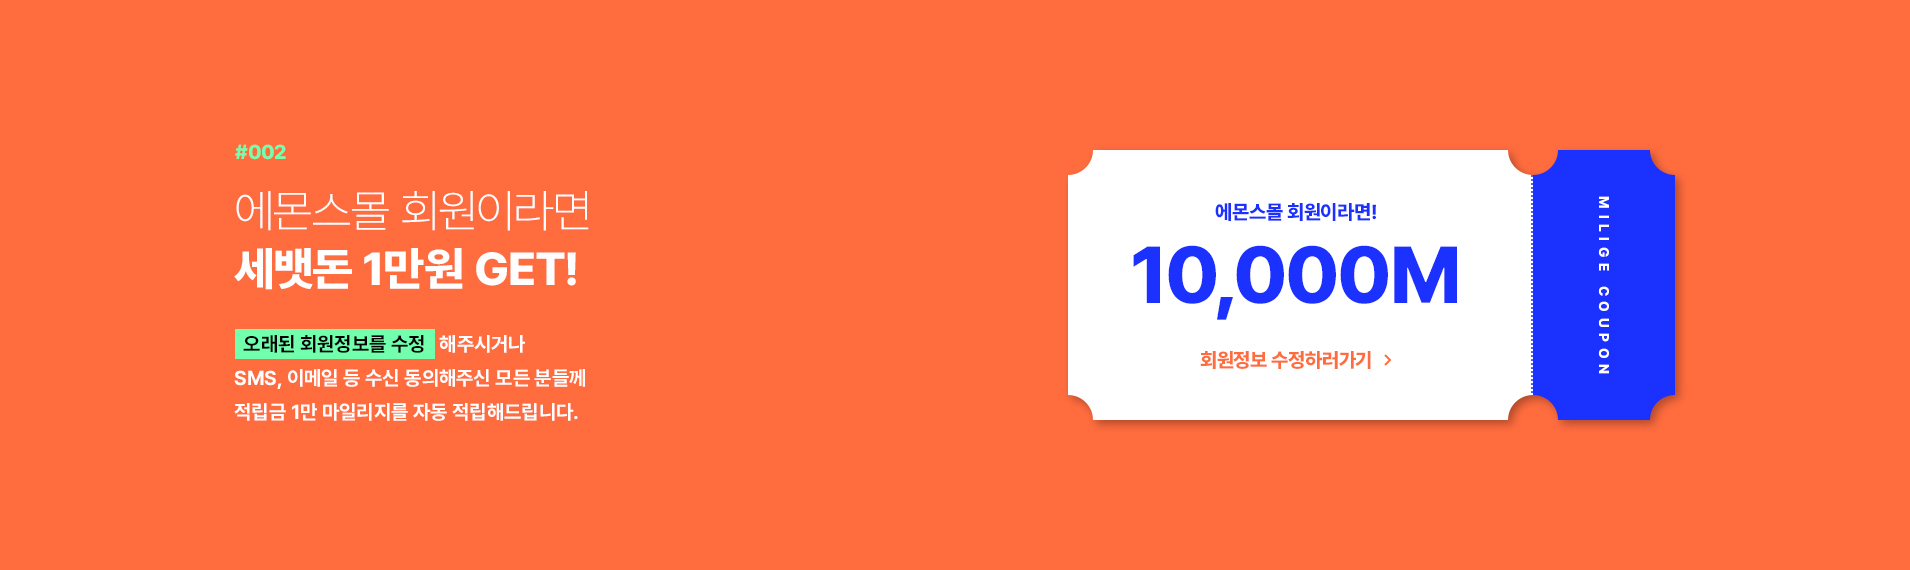 #002
에몬스몰 회원이라면
세뱃돈 1만원 GET!
오래된 회원정보를 수정 해주시거나
SMS, 이메일 등 수신 동의해주신 모든 분들께
적립금 1만 마일리지를 자동 적립해드립니다.
에몬스몰 회원이라면!
10,000M
회원정보 수정하러가기 >
MILIGE COUPON